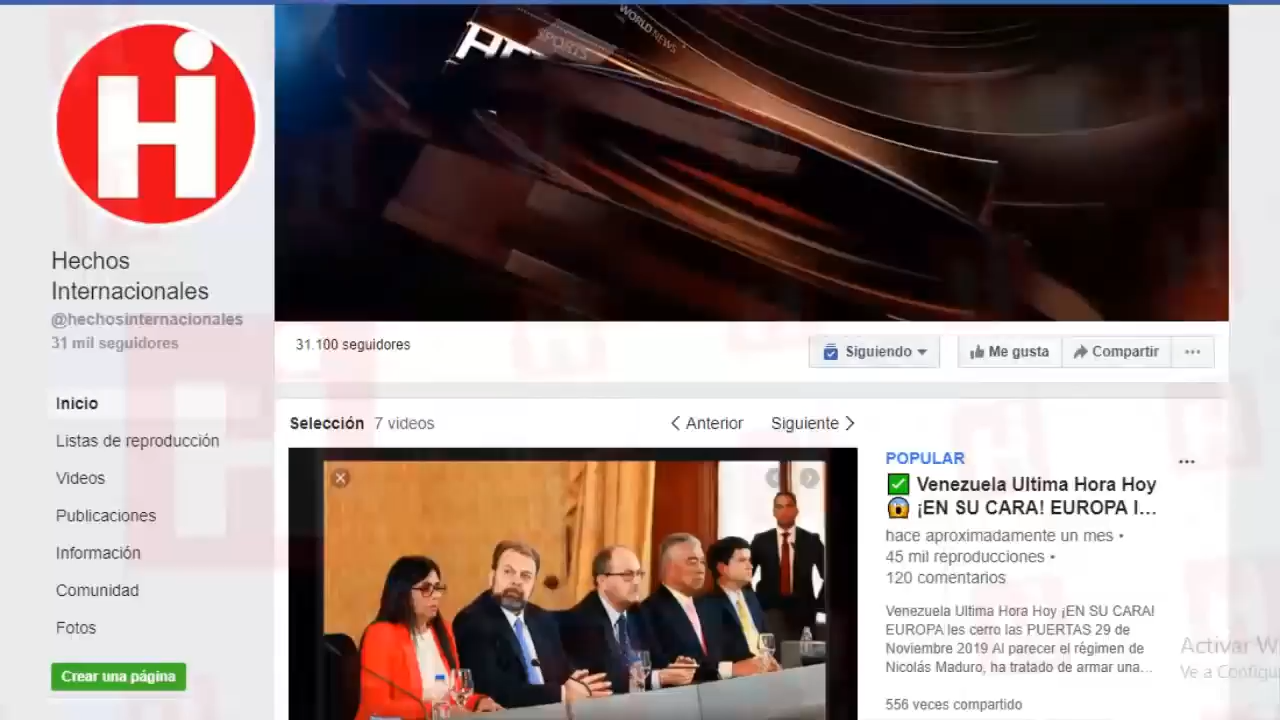 Hi
WORLD NEWS
SPORTS
Hechos
Internacionales
@hechosinternacionales
31 mil seguidores
31.100 seguidores
Siguiendo
Me gusta
Compartir
Inicio
Listas de reproducción
Videos
Publicaciones
Información
Comunidad
Fotos
Crear una página
Selección 7 videos
Anterior
Siguiente
POPULAR
Venezuela Ultima Hora Hoy
¡EN SU CARA! EUROPA l…
hace aproximadamente un mes •
45 mil reproducciones •
120 comentarios
Venezuela Ultima Hora Hoy ¡EN SU CARA!
EUROPA les cerro las PUERTAS 29 de
Noviembre 2019 Al parecer el régimen de
Nicolás Maduro, ha tratado de armar una…
556 veces compartido
Activar W
Ve a Configu